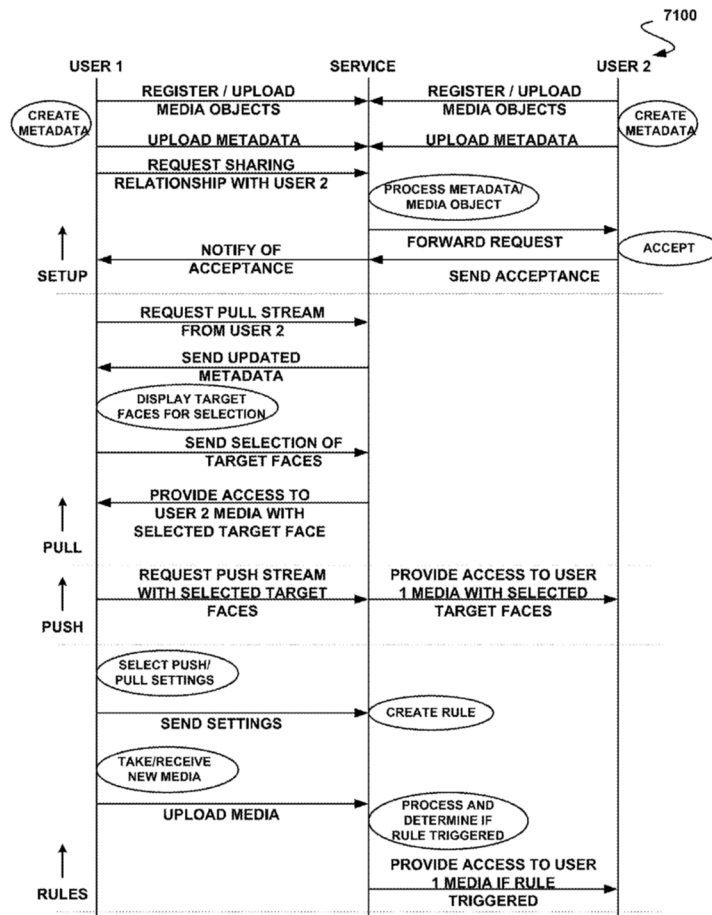 7100
USER 1
SERVICE
USER 2
REGISTER / UPLOAD
MEDIA OBJECTS
REGISTER / UPLOAD
MEDIA OBJECTS
CREATE
METADATA
CREATE
METADATA
UPLOAD METADATA
UPLOAD METADATA
REQUEST SHARING
RELATIONSHIP WITH USER 2
PROCESS METADATA/
MEDIA OBJECT
FORWARD REQUEST
ACCEPT
NOTIFY OF
ACCEPTANCE
SEND ACCEPTANCE
SETUP
REQUEST PULL STREAM
FROM USER 2
SEND UPDATED
METADATA
DISPLAY TARGET
FACES FOR SELECTION
SEND SELECTION OF
TARGET FACES
PROVIDE ACCESS TO
USER 2 MEDIA WITH
SELECTED TARGET FACE
PULL
REQUEST PUSH STREAM
WITH SELECTED TARGET
FACES
PROVIDE ACCESS TO USER
1 MEDIA WITH SELECTED
TARGET FACES
PUSH
SELECT PUSH/
PULL SETTINGS
SEND SETTINGS
CREATE RULE
TAKE/RECEIVE
NEW MEDIA
UPLOAD MEDIA
PROCESS AND
DETERMINE IF
RULE TRIGGERED
PROVIDE ACCESS TO USER
1 MEDIA IF RULE
TRIGGERED
RULES